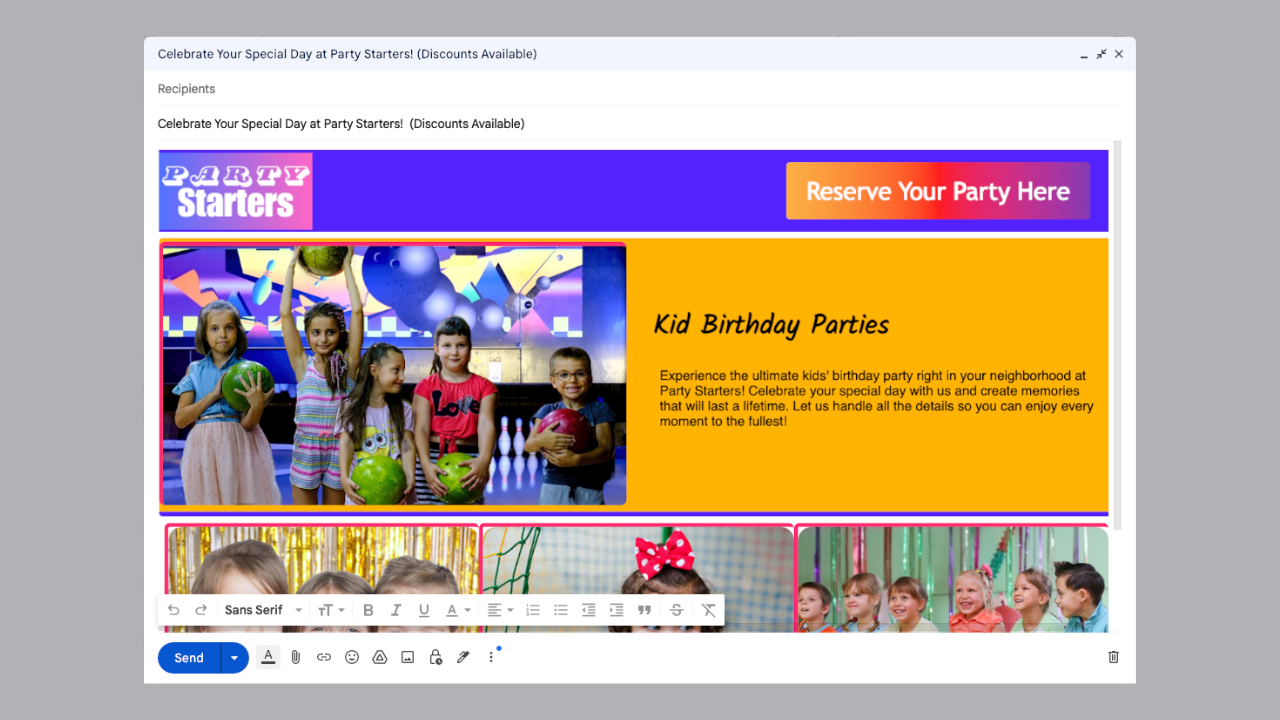 Celebrate Your Special Day at Party Starters! (Discounts Available)
Recipients
Celebrate Your Special Day at Party Starters!  (Discounts Available)
PARTY
Starters
Reserve Your Party Here
Love
Kid Birthday Parties
Experience the ultimate kids' birthday party right in your neighborhood at
Party Starters! Celebrate your special day with us and create memories
that will last a lifetime. Let us handle all the details so you can enjoy every
moment to the fullest!
Sans Serif
Send